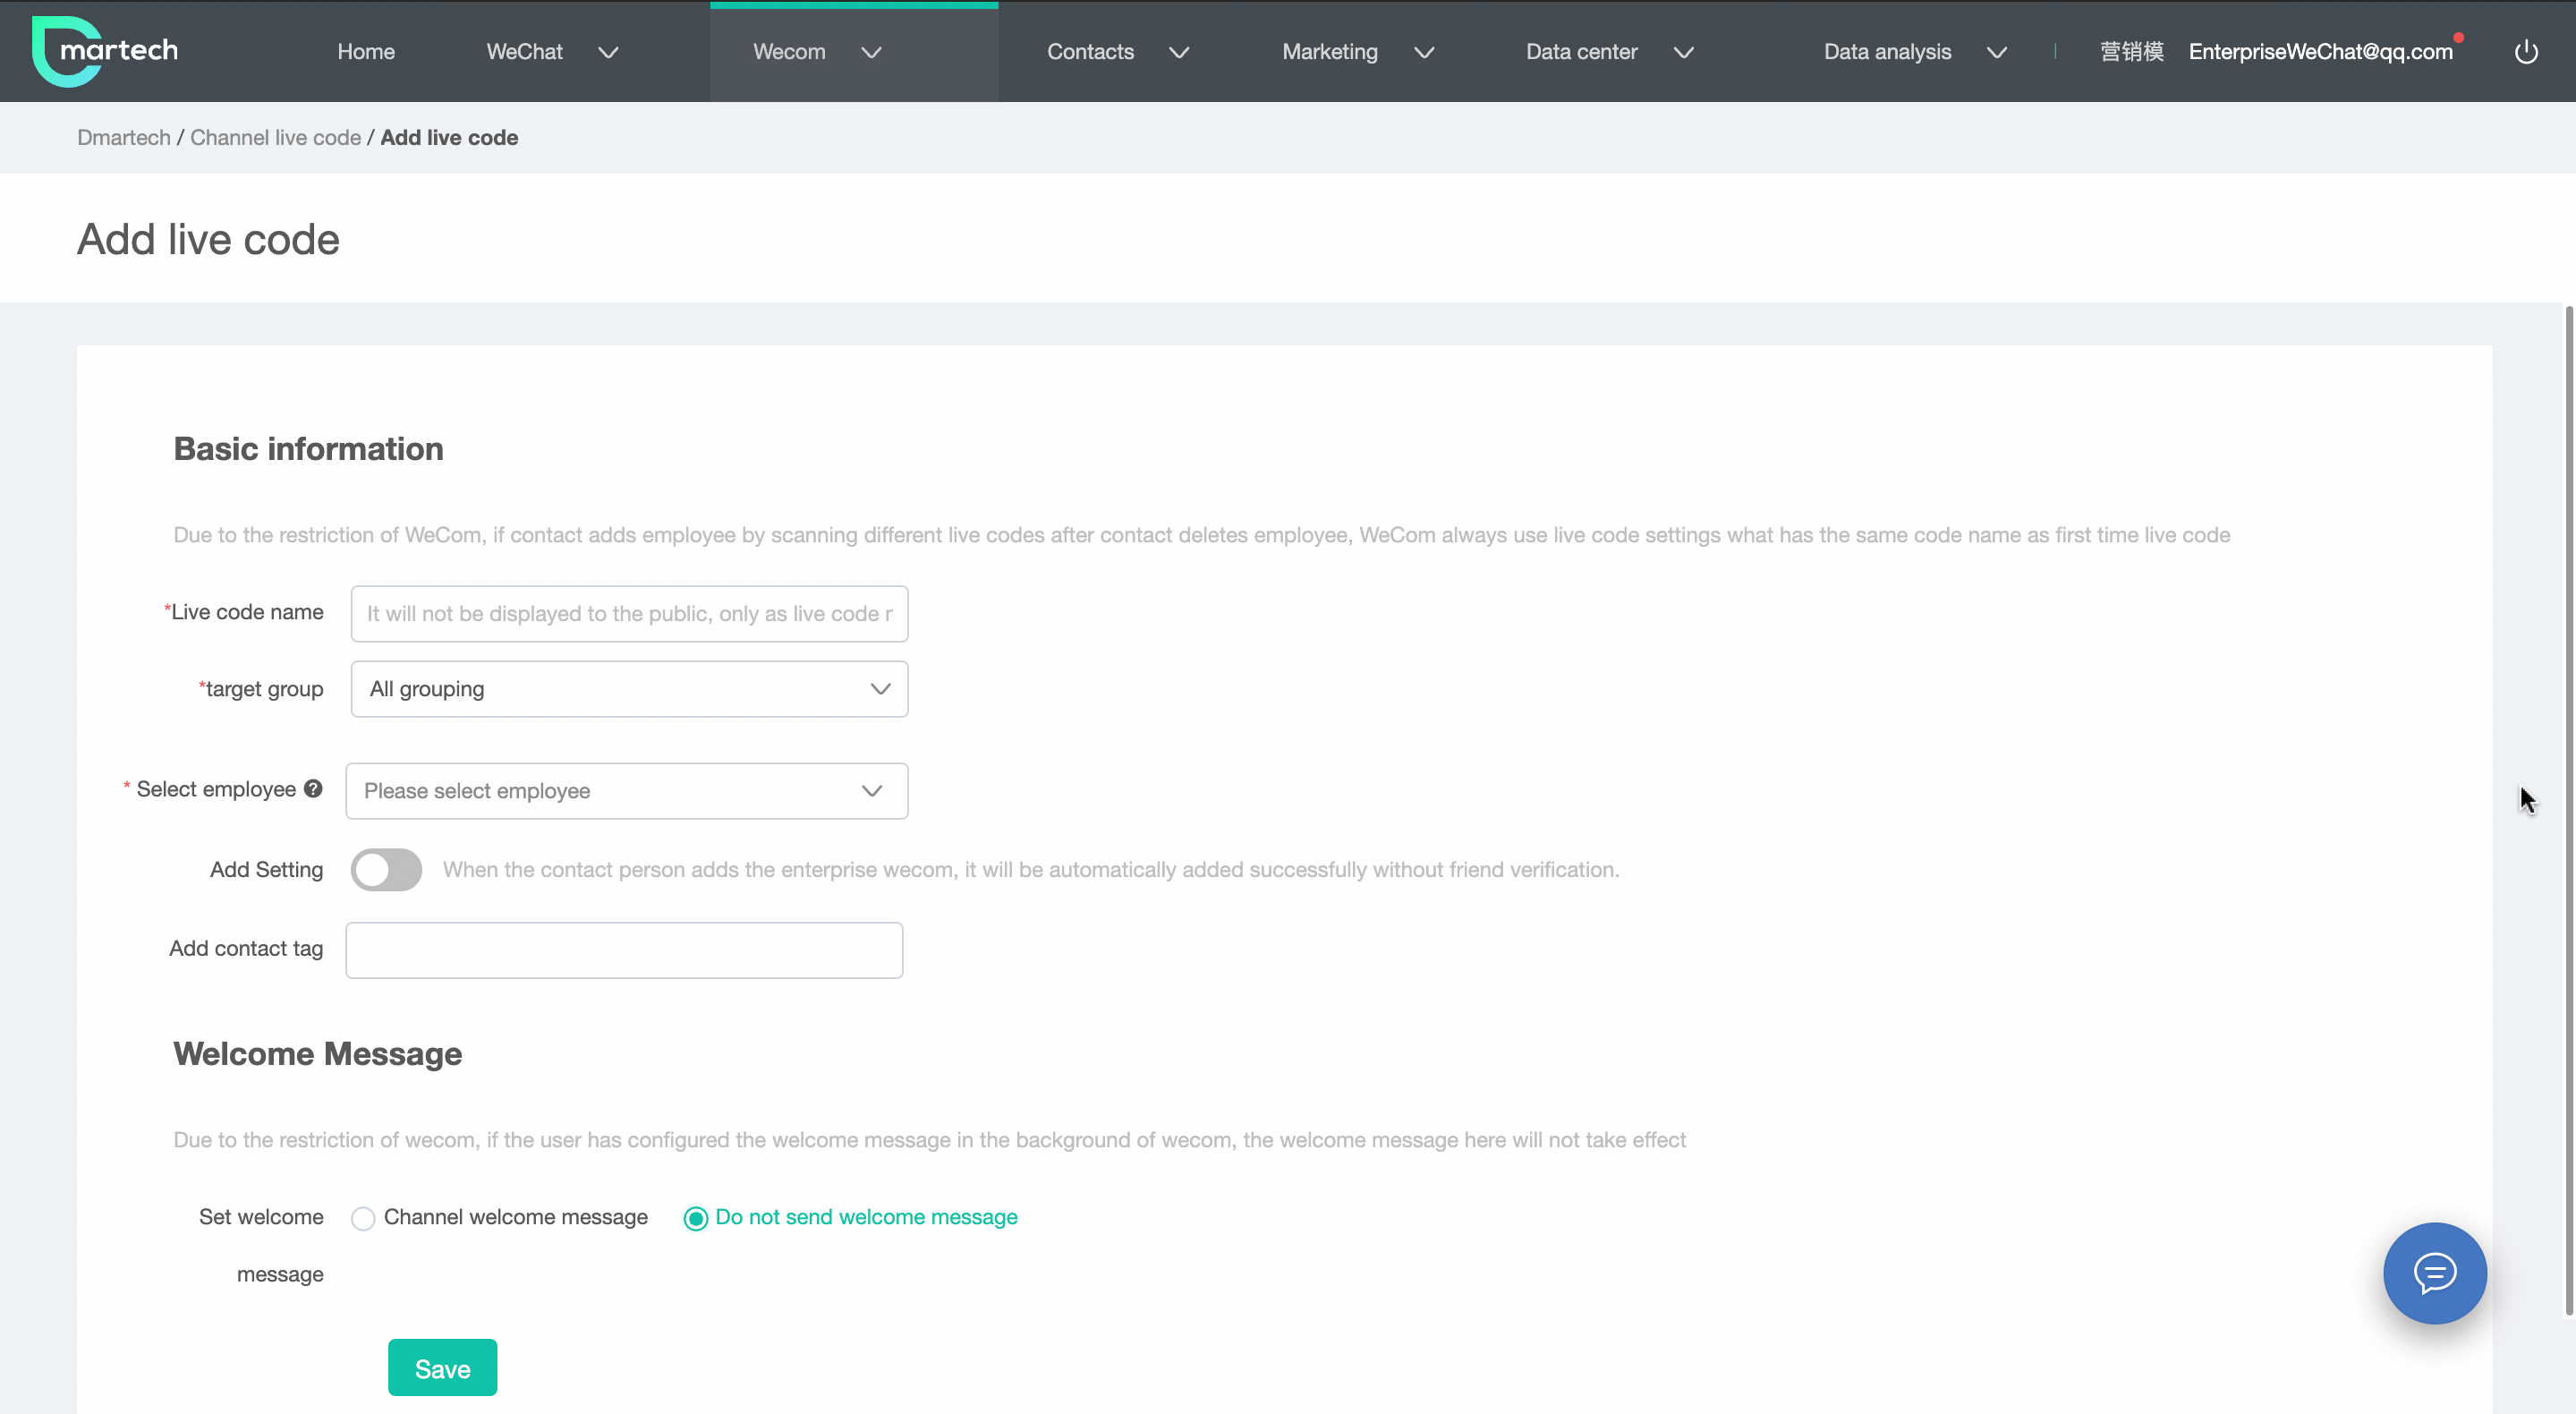 martech
Home
WeChat
Wecom
Contacts
Marketing
Data center
Data analysis
营销模
EnterpriseWeChat@qq.com
Dmartech / Channel live code / Add live code
Add live code
Basic information
Due to the restriction of WeCom, if contact adds employee by scanning different live codes after contact deletes employee, WeCom always use live code settings what has the same code name as first time live code
*Live code name
It will not be displayed to the public, only as live code r
*target group
All grouping
* Select employee
Please select employee
Add Setting
When the contact person adds the enterprise wecom, it will be automatically added successfully without friend verification.
Add contact tag
Welcome Message
Due to the restriction of wecom, if the user has configured the welcome message in the background of wecom, the welcome message here will not take effect
Set welcome
message
Channel welcome message
Do not send welcome message
Save